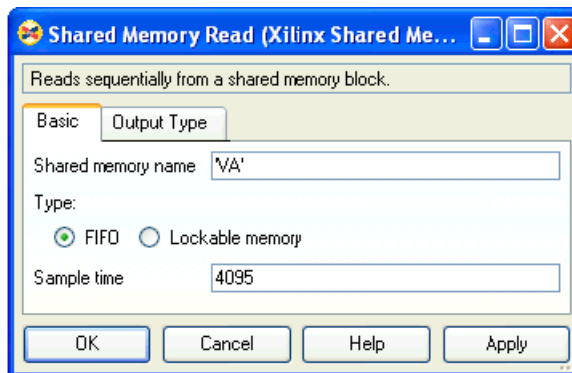 Shared Memory Read (Xilinx Shared Me...
Reads sequentially from a shared memory block.
Basic Output Type
Shared memory name 'VA'
Type:
FIFO Lockable memory
Sample time 4095
OK Cancel Help Apply